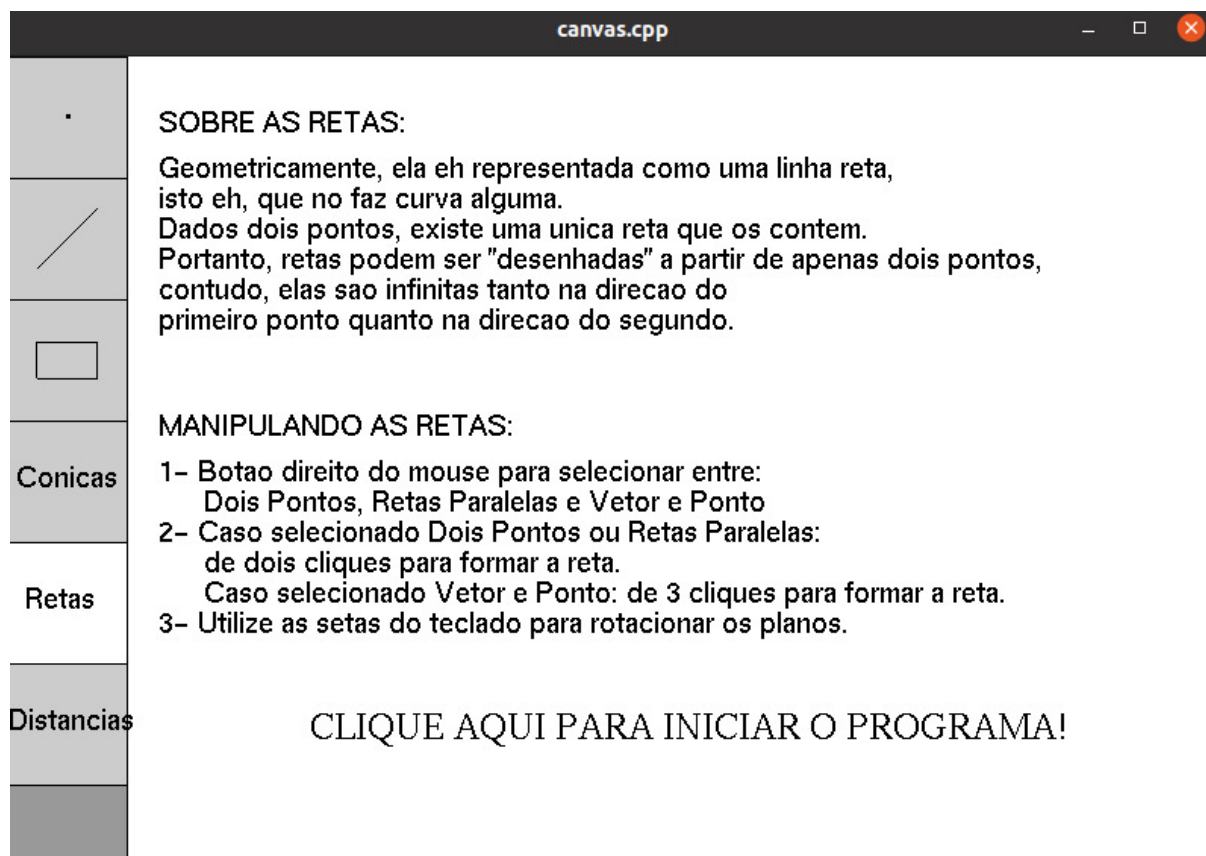 canvas.cpp
SOBRE AS RETAS:
Geometricamente, ela eh representada como uma linha reta,
isto eh, que no faz curva alguma.
Dados dois pontos, existe uma unica reta que os contem.
Portanto, retas podem ser "desenhadas" a partir de apenas dois pontos,
contudo, elas sao infinitas tanto na direcao do
primeiro ponto quanto na direcao do segundo.
MANIPULANDO AS RETAS:
1- Botao direito do mouse para selecionar entre:
Dois Pontos, Retas Paralelas e Vetor e Ponto
2- Caso selecionado Dois Pontos ou Retas Paralelas:
de dois cliques para formar a reta.
Caso selecionado Vetor e Ponto: de 3 cliques para formar a reta.
3- Utilize as setas do teclado para rotacionar os planos.
CLIQUE AQUI PARA INICIAR O PROGRAMA!
Conicas
Retas
Distancias